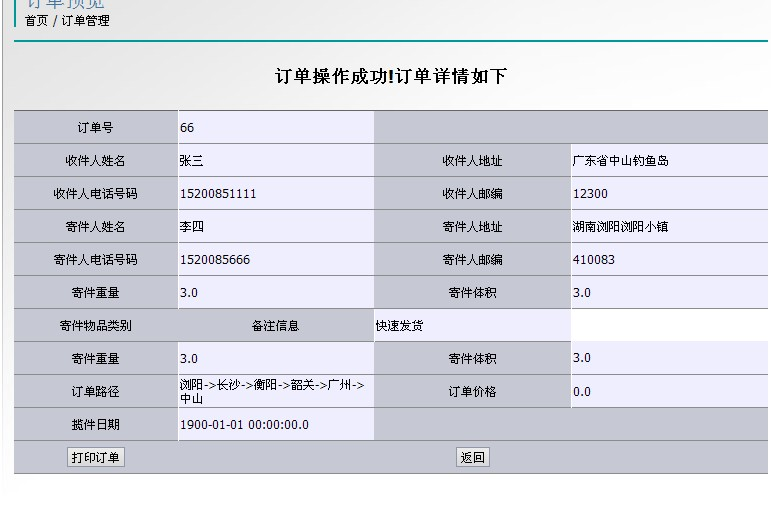 订单预览
首页 / 订单管理
订单操作成功!订单详情如下
订单号 66
收件人姓名 张三 收件人地址 广东省中山钓鱼岛
收件人电话号码 15200851111 收件人邮编 12300
寄件人姓名 李四 寄件人地址 湖南浏阳浏阳小镇
寄件人电话号码 1520085666 寄件人邮编 410083
寄件重量 3.0 寄件体积 3.0
寄件物品类别 备注信息 快速发货
寄件重量 3.0 寄件体积 3.0
订单路径 浏阳->长沙->衡阳->韶关->广州->
中山 订单价格 0.0
揽件日期 1900-01-01 00:00:00.0
打印订单 返回